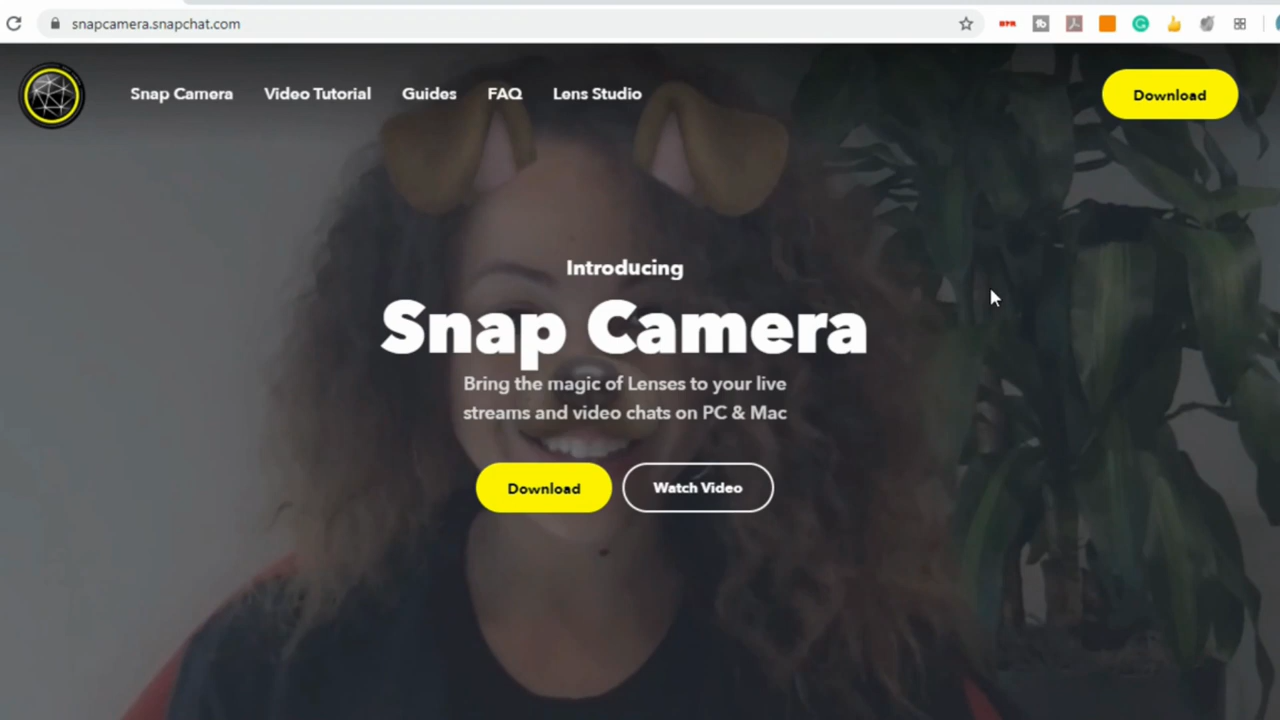 snapcamera.snapchat.com
Snap Camera Video Tutorial Guides FAQ Lens Studio Download
Introducing
Snap Camera
Bring the magic of Lenses to your live
streams and video chats on PC & Mac
Download Watch Video